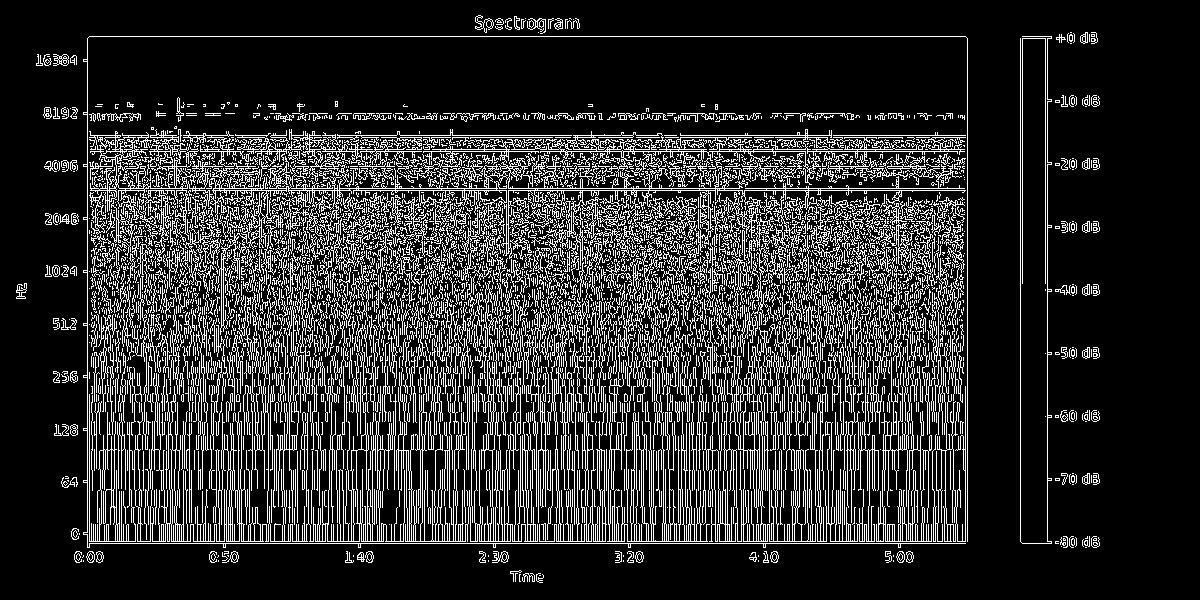 Spectrogram
16384
8192
4096
2048
1024
512
256
128
64
0
Hz
0:00 0:50 1:40 2:30 3:20 4:10 5:00
Time
+0 dB
-10 dB
-20 dB
-30 dB
-40 dB
-50 dB
-60 dB
-70 dB
-80 dB